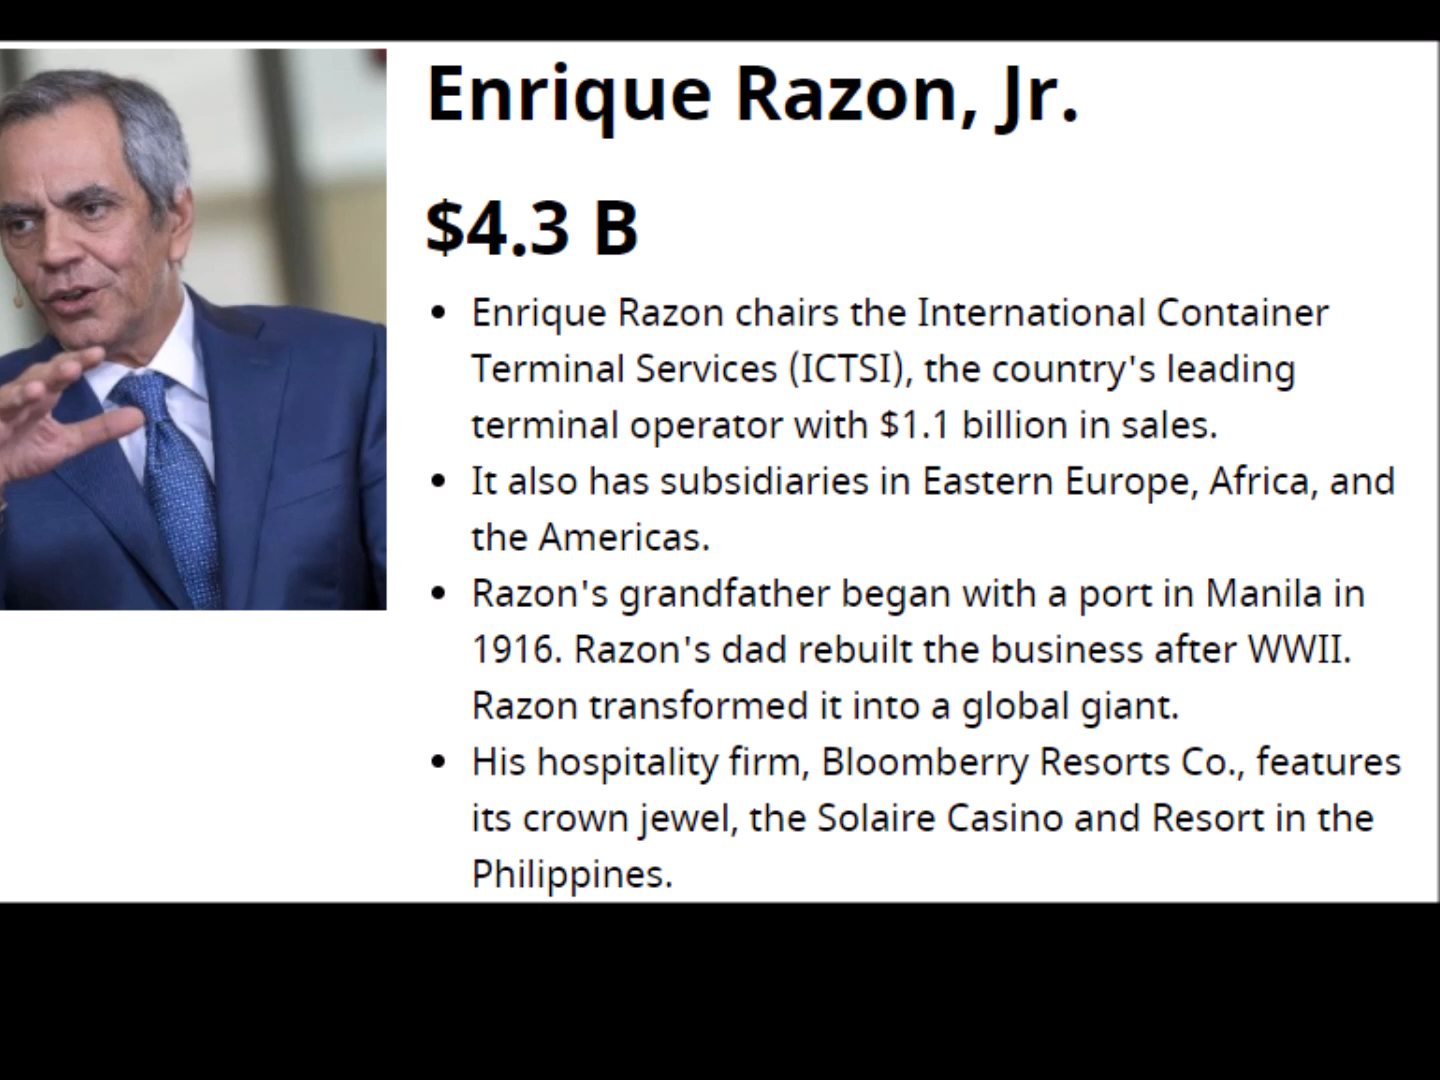 Enrique Razon, Jr.
$4.3 B
• Enrique Razon chairs the International Container
Terminal Services (ICTSI), the country's leading
terminal operator with $1.1 billion in sales.
• It also has subsidiaries in Eastern Europe, Africa, and
the Americas.
• Razon's grandfather began with a port in Manila in
1916. Razon's dad rebuilt the business after WWII.
Razon transformed it into a global giant.
• His hospitality firm, Bloomberry Resorts Co., features
its crown jewel, the Solaire Casino and Resort in the
Philippines.